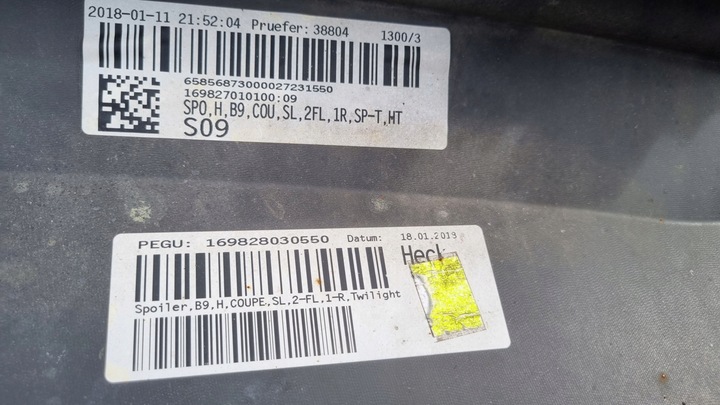 2018-01-11 21:52:04 Pruefer: 38804 1300/3
65856873000027231550
169827010100:09
SPO,H,B9,COU,SL,2FL,1R,SP-T,HT
S09
PEGU: 169828030550 Datum: 18.01.2018
Heck
Spoiler,B9,H,COUPE,SL,2-FL,1-R,Twilight